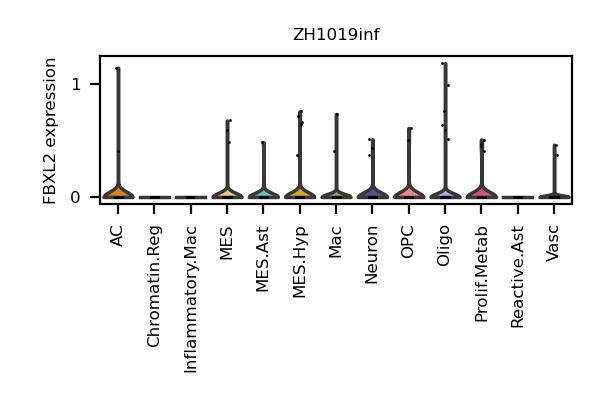 ZH1019inf
FBXL2 expression
1
0
AC
Chromatin.Reg
Inflammatory.Mac
MES
MES.Ast
MES.Hyp
Mac
Neuron
OPC
Oligo
Prolif.Metab
Reactive.Ast
Vasc